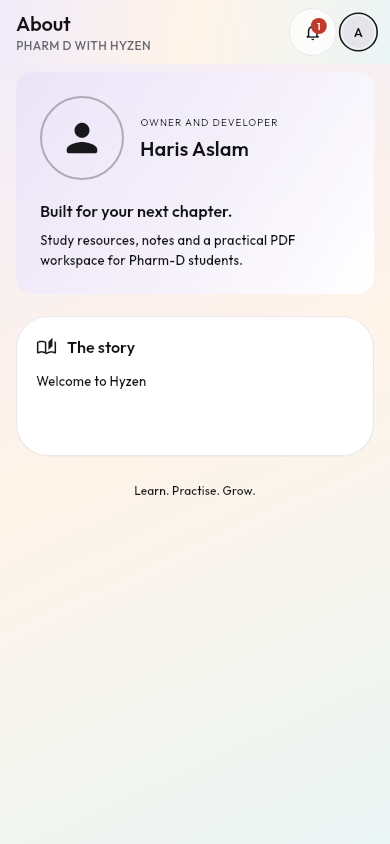 About
PHARM D WITH HYZEN
1
A
OWNER AND DEVELOPER
Haris Aslam
Built for your next chapter.
Study resources, notes and a practical PDF
workspace for Pharm-D students.
The story
Welcome to Hyzen
Learn. Practise. Grow.